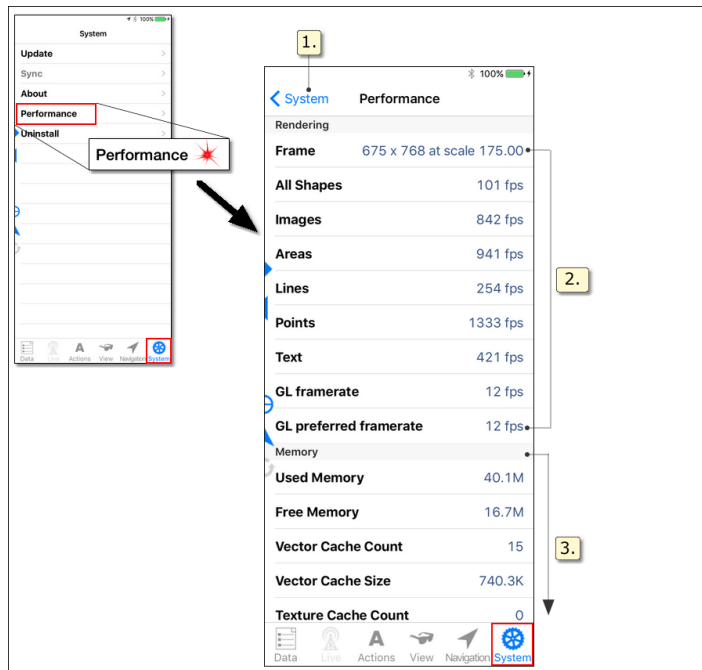 100%
System
Update
Sync
About
Performance
Uninstall
Performance
Data Live Actions View Navigation System
1.
100%
System Performance
Rendering
Frame 675 x 768 at scale 175.00
All Shapes 101 fps
Images 842 fps
Areas 941 fps
Lines 254 fps
Points 1333 fps
Text 421 fps
GL framerate 12 fps
GL preferred framerate 12 fps
2.
Memory
Used Memory 40.1M
Free Memory 16.7M
Vector Cache Count 15
Vector Cache Size 740.3K
Texture Cache Count 0
3.
A
Data Live Actions View Navigation System